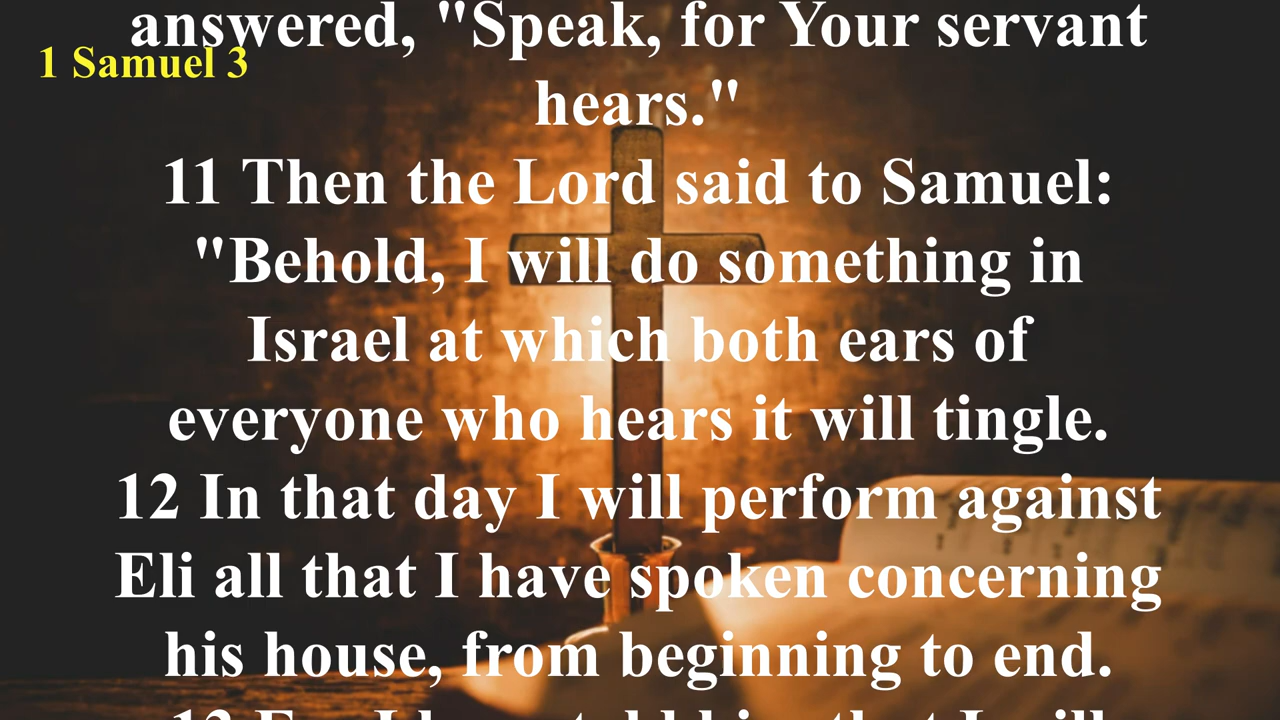 answered, "Speak, for Your servant
1 Samuel 3
hears."
11 Then the Lord said to Samuel:
"Behold, I will do something in
Israel at which both ears of
everyone who hears it will tingle.
12 In that day I will perform against
Eli all that I have spoken concerning
his house, from beginning to end.